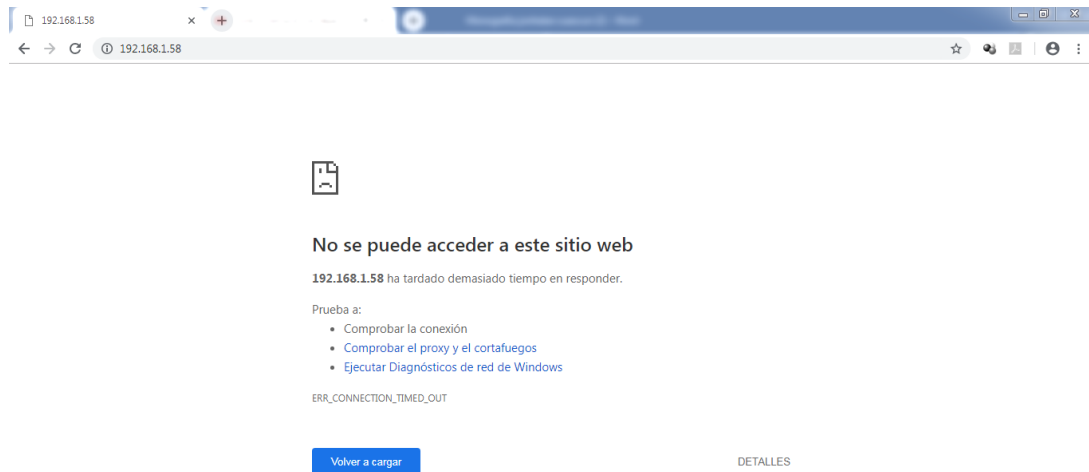 192.168.1.58
192.168.1.58
No se puede acceder a este sitio web
192.168.1.58 ha tardado demasiado tiempo en responder.
Prueba a:
• Comprobar la conexión
• Comprobar el proxy y el cortafuegos
• Ejecutar Diagnósticos de red de Windows
ERR_CONNECTION_TIMED_OUT
Volver a cargar
DETALLES